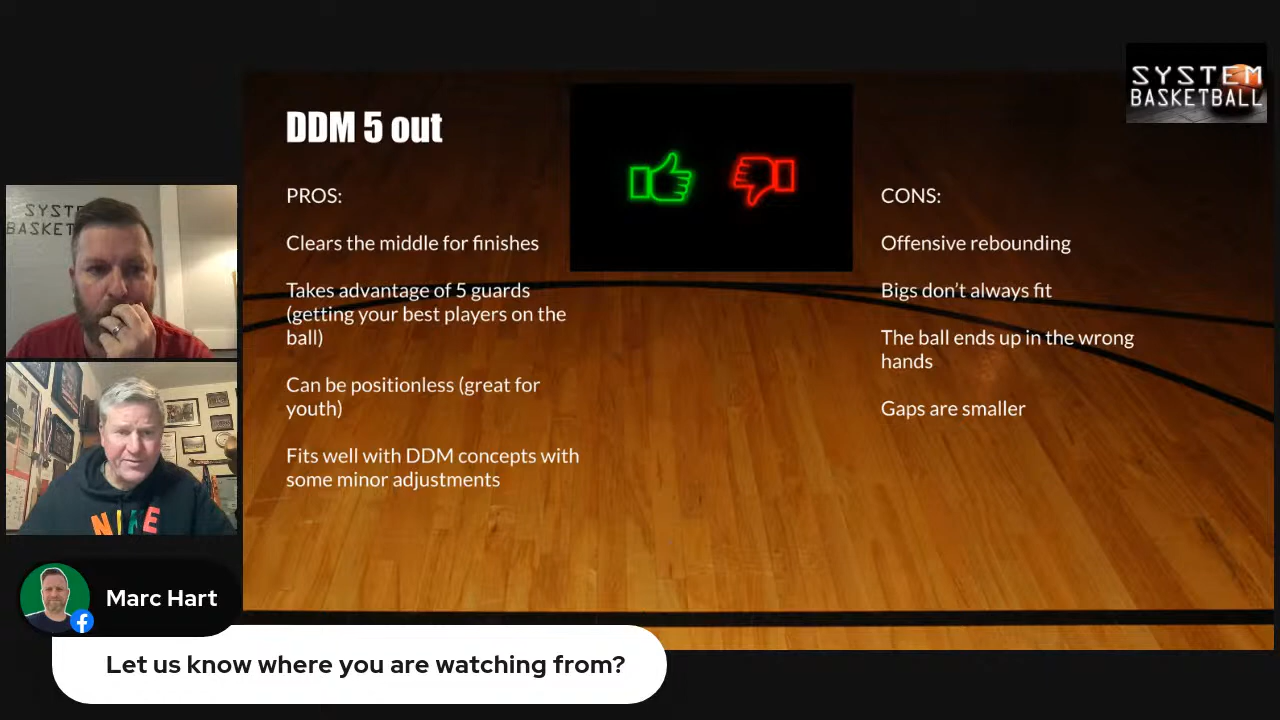 SYSTEM
BASKETBALL
DDM 5 out
PROS:
Clears the middle for finishes
Takes advantage of 5 guards
(getting your best players on the
ball)
Can be positionless (great for
youth)
Fits well with DDM concepts with
some minor adjustments
CONS:
Offensive rebounding
Bigs don’t always fit
The ball ends up in the wrong
hands
Gaps are smaller
SYSTE
BASKET
NIKE
Marc Hart
Let us know where you are watching from?